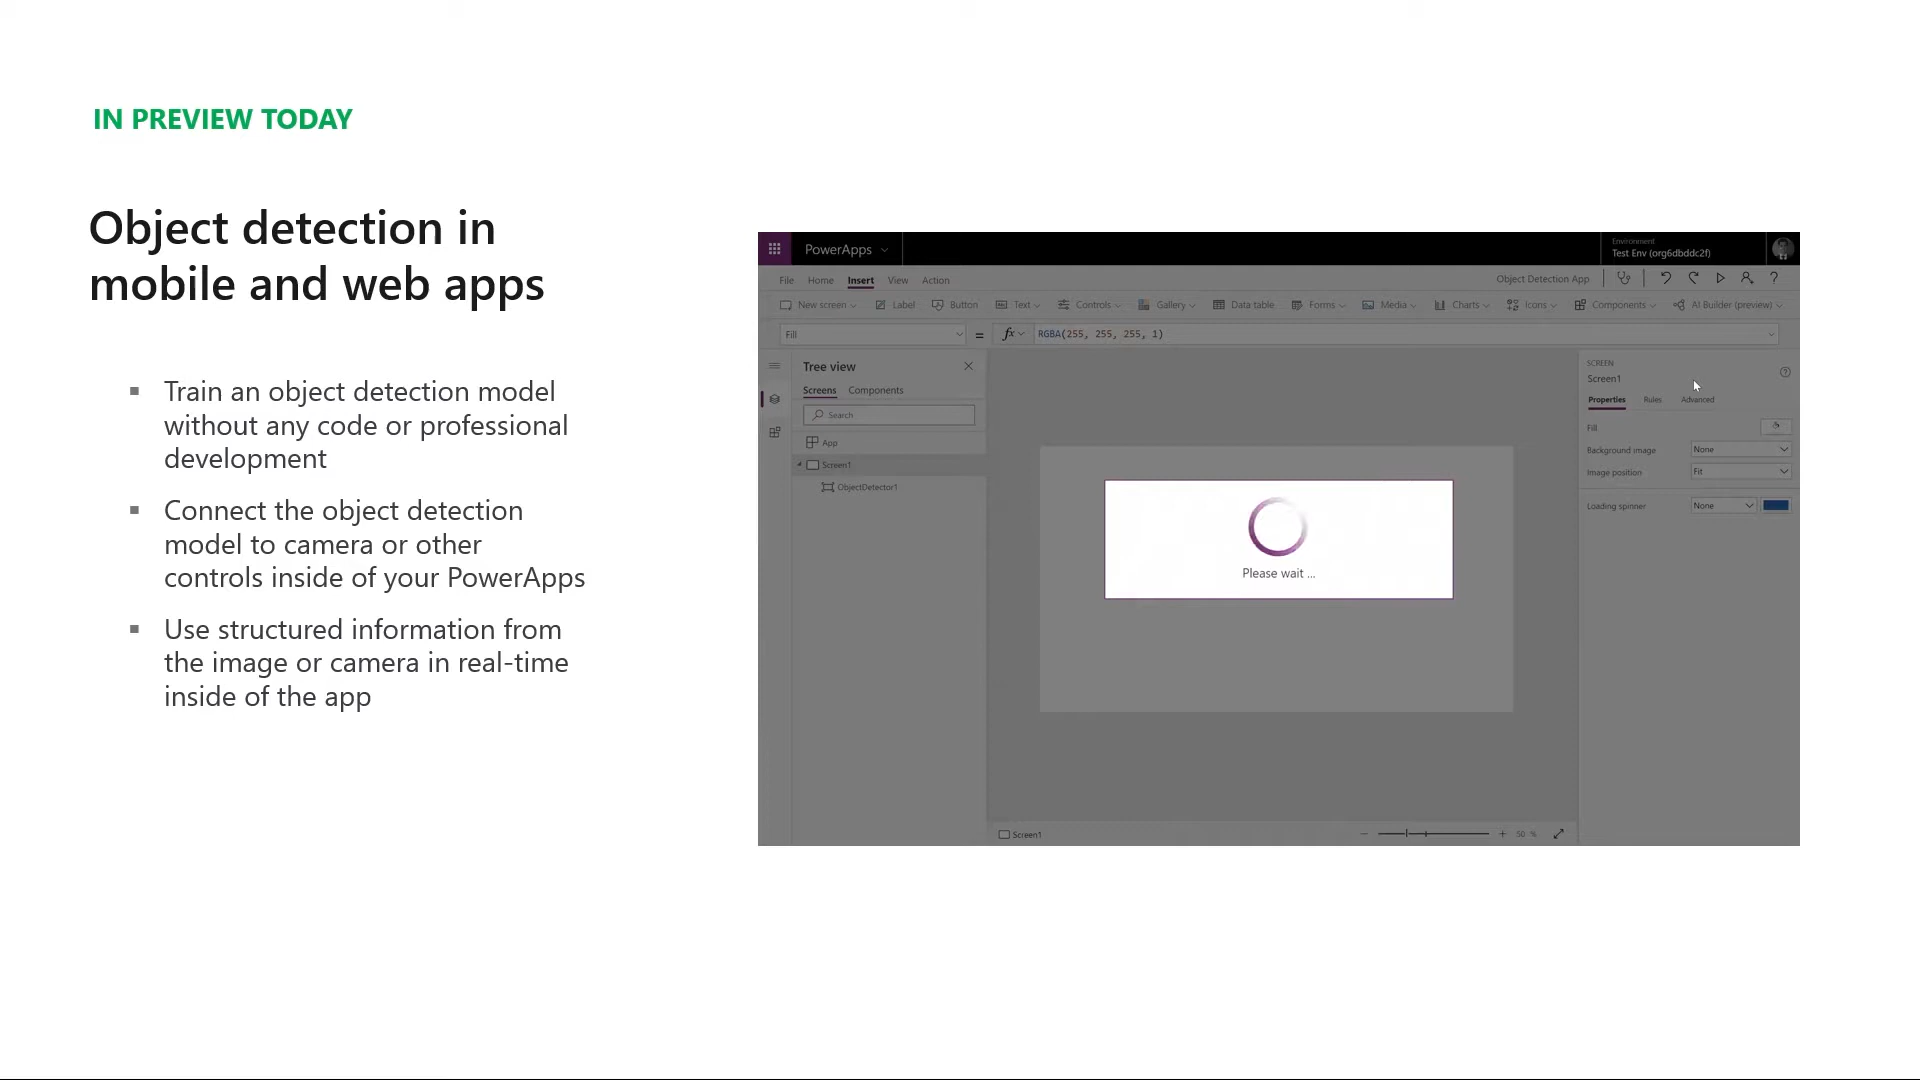 IN PREVIEW TODAY
Object detection in
mobile and web apps
▪ Train an object detection model
without any code or professional
development
▪ Connect the object detection
model to camera or other
controls inside of your PowerApps
▪ Use structured information from
the image or camera in real-time
inside of the app
PowerApps
Environment
Test Env (org6dbddc2f)
File Home Insert View Action
Object Detection App
New screen Label Button Text Controls Gallery Data table Forms Media Charts Icons Components AI Builder (preview)
Fill = fx RGBA(255, 255, 255, 1)
Tree view
Screens Components
Search
App
Screen1
ObjectDetector1
Please wait ...
SCREEN
Screen1
Properties Rules Advanced
Fill
Background image None
Image position Fit
Loading spinner None
Screen1
50 %